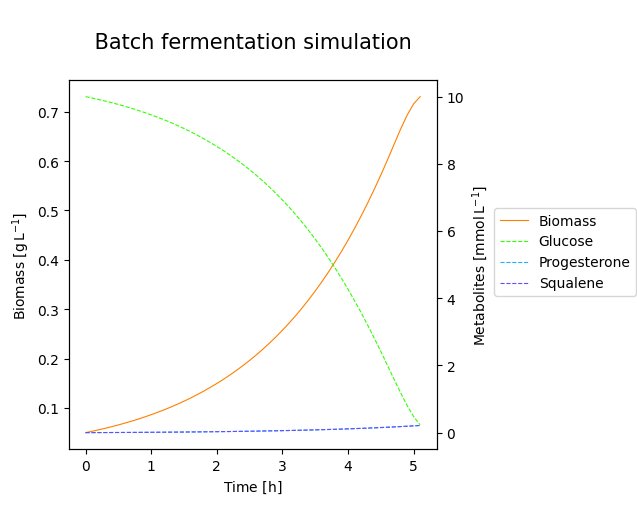 Batch fermentation simulation
Biomass [g L⁻¹]
0.7
0.6
0.5
0.4
0.3
0.2
0.1
0 1 2 3 4 5
Time [h]
10
8
6
4
2
0
Metabolites [mmol L⁻¹]
Biomass
Glucose
Progesterone
Squalene